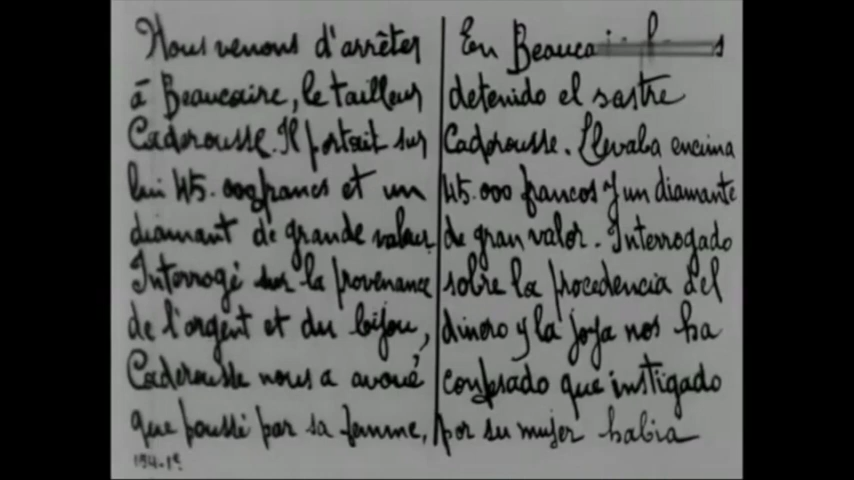 Nous venons d'arrêter
à Beaucaire, le tailleur
Caderousse. Il portait sur
lui 45.000 francs et un
diamant de grande valeur.
Interrogé sur la provenance
de l'argent et du bijou,
Caderousse nous a avoué
que poussé par sa femme,
194-1º
En
detenido el sastre
Caderousse. Llevaba encima
45.000 francos y un diamante
de gran valor. Interrogado
sobre la procedencia del
dinero y la joya nos ha
confesado que instigado
por su mujer habia